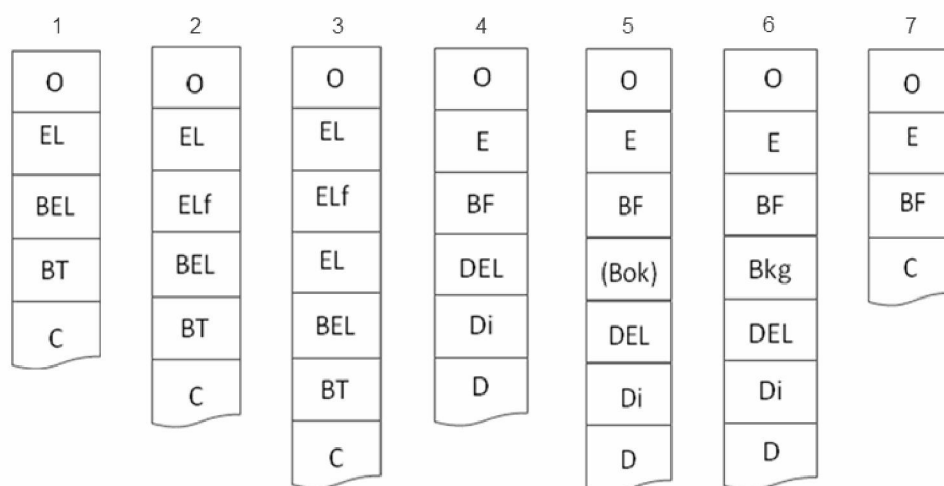 1 2 3 4 5 6 7
O O O O O O O
EL EL EL E E E E
BEL ELf ELf BF BF BF BF
BT BEL EL DEL (Bok) Bkg C
C BT BEL Di DEL DEL
C BT D Di Di
C D D